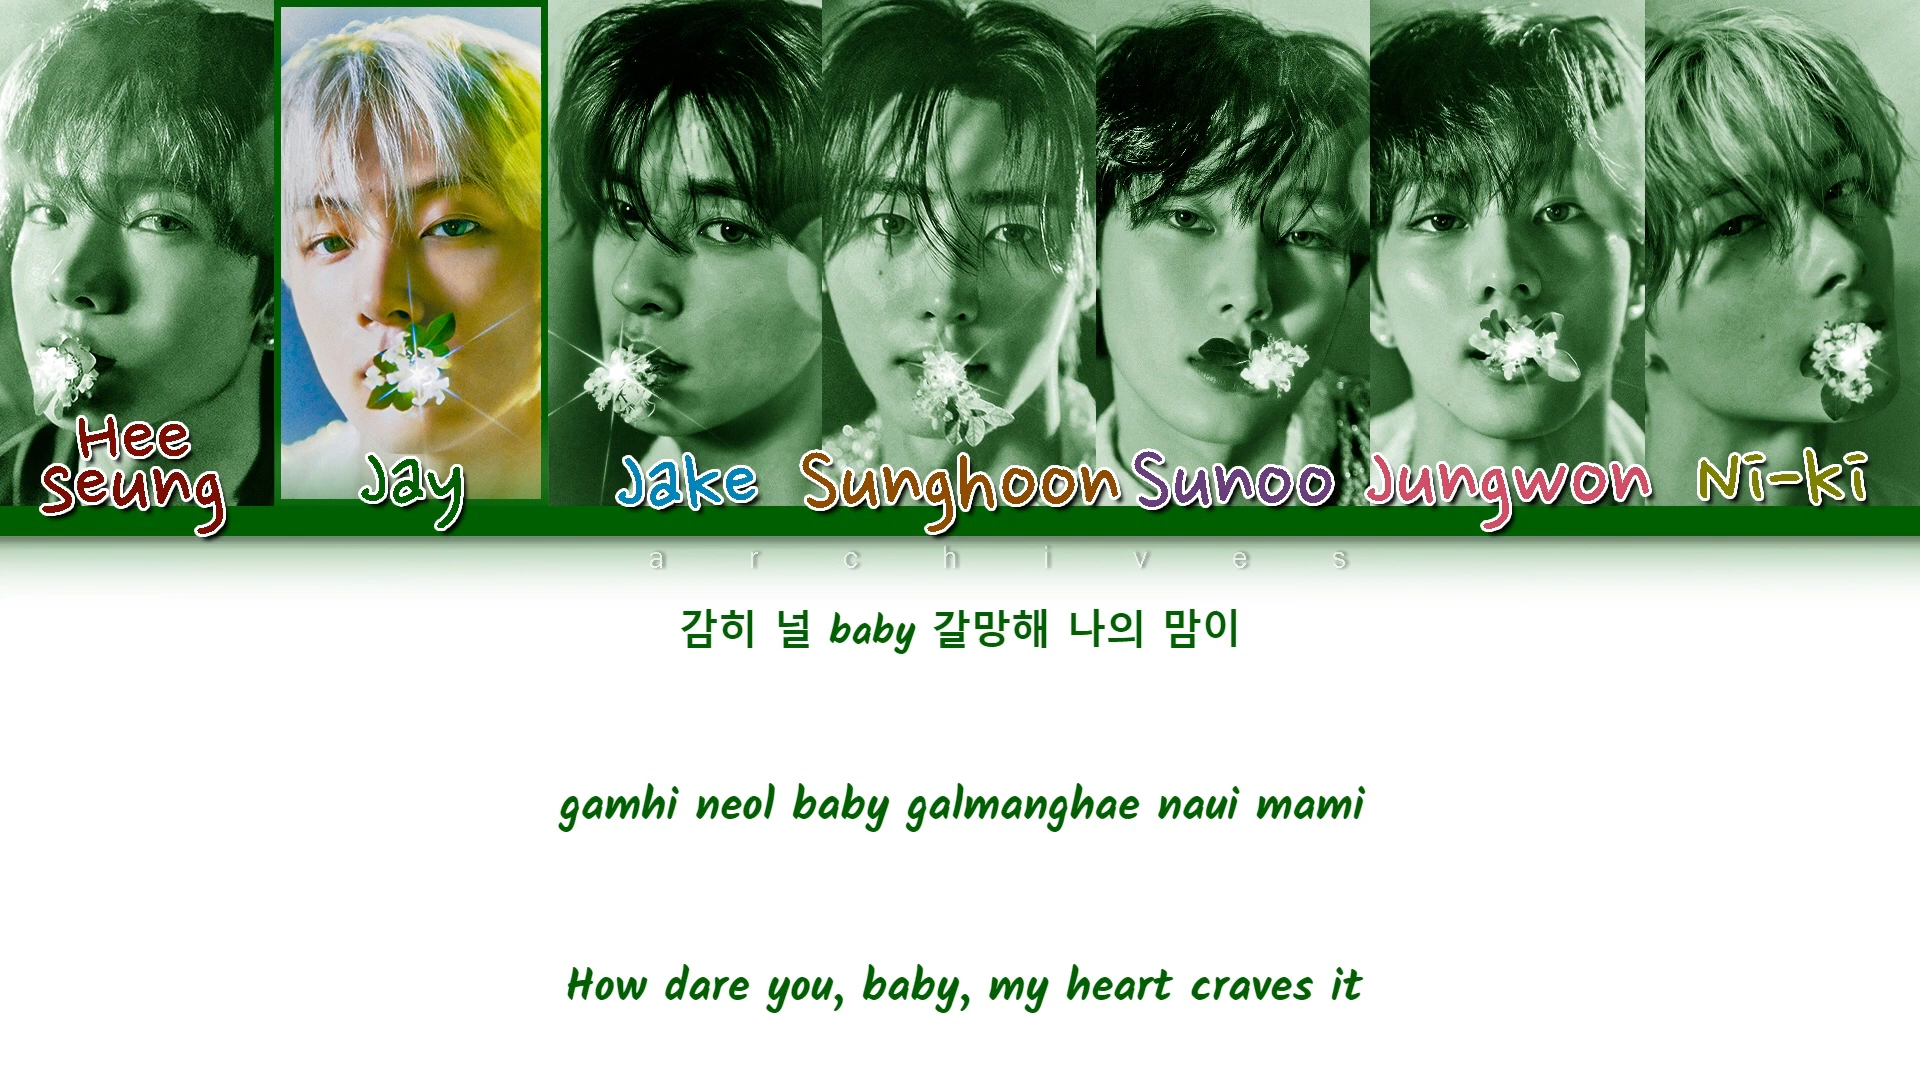 Hee
seung
Jay
Jake
Sunghoon
Sunoo
Jungwon
Ni-ki
archives
감히 널 baby 갈망해 나의 맘이
gamhi neol baby galmanghae naui mami
How dare you, baby, my heart craves it